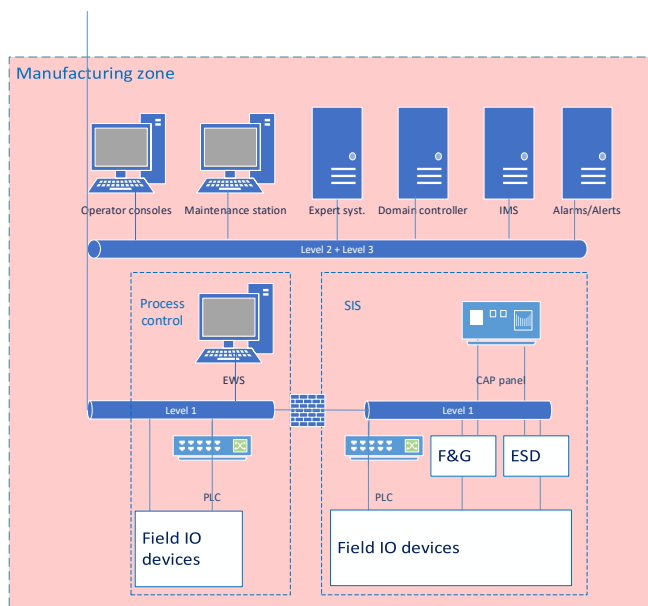 Manufacturing zone
Operator consoles
Maintenance station
Expert syst.
Domain controller
IMS
Alarms/Alerts
Level 2 + Level 3
Process
control
SIS
EWS
CAP panel
Level 1
Level 1
F&G
ESD
PLC
PLC
Field IO
devices
Field IO devices